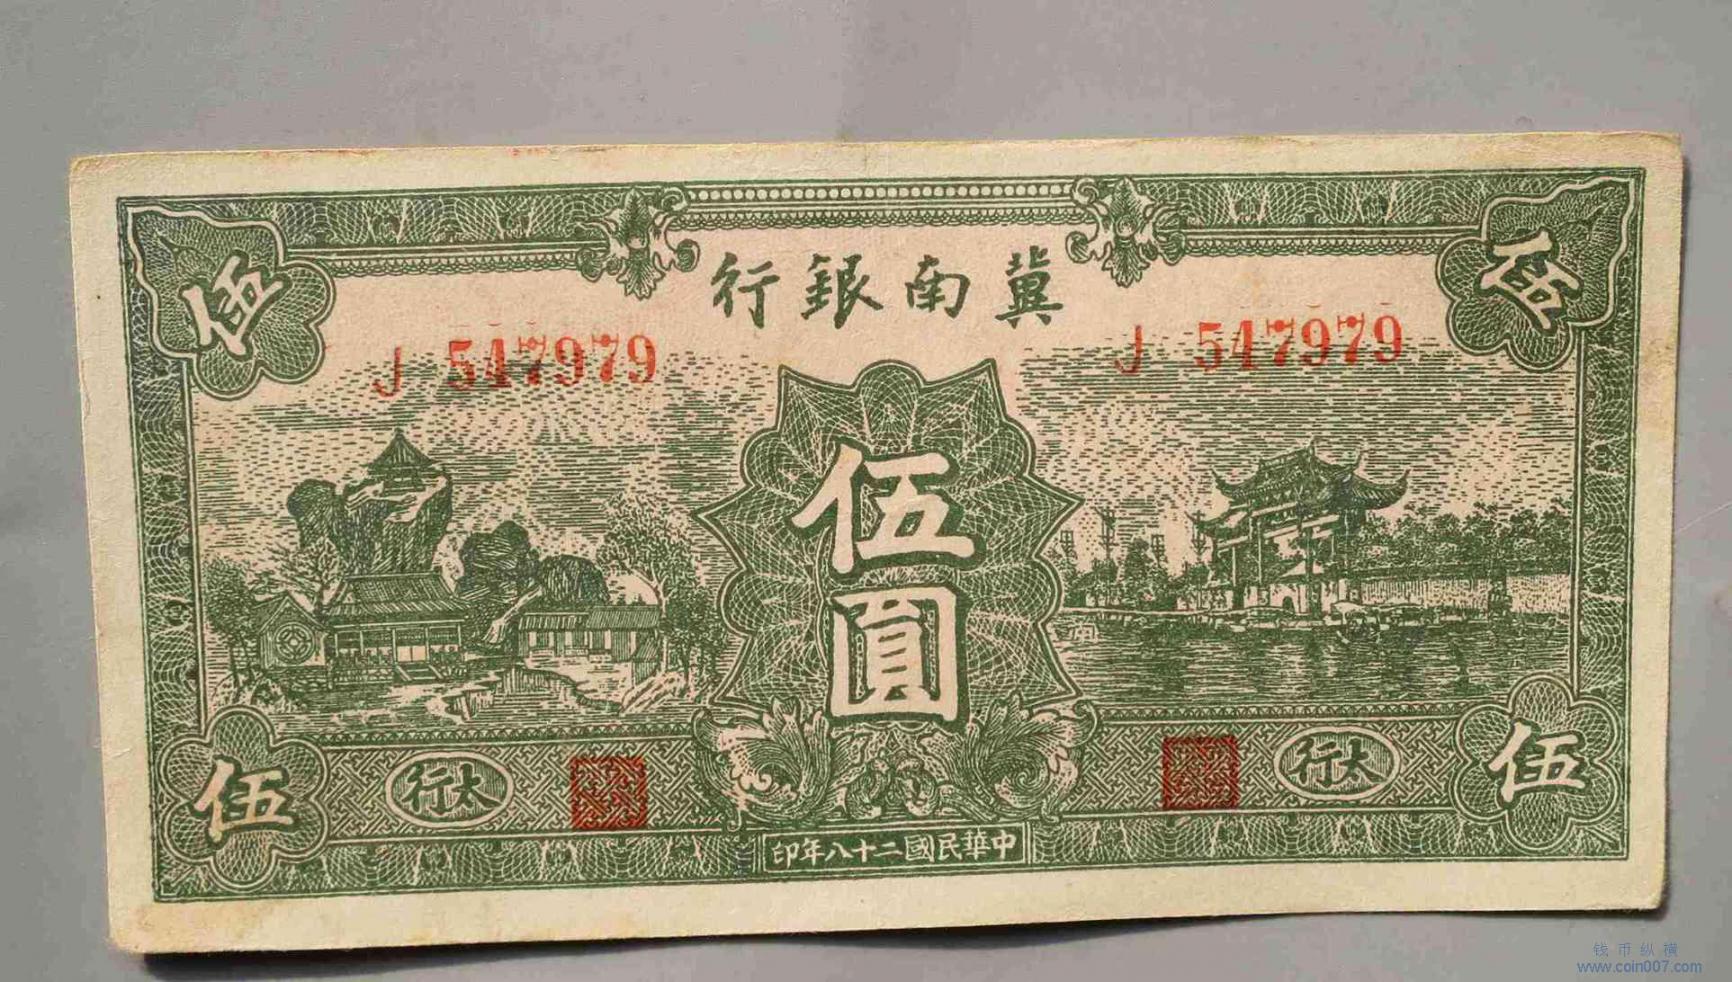 冀南銀行
伍
伍
J 547979
J 547979
伍圓
伍
太行
太行
伍
中華民國二十八年印
钱币纵横
www.coin007.com